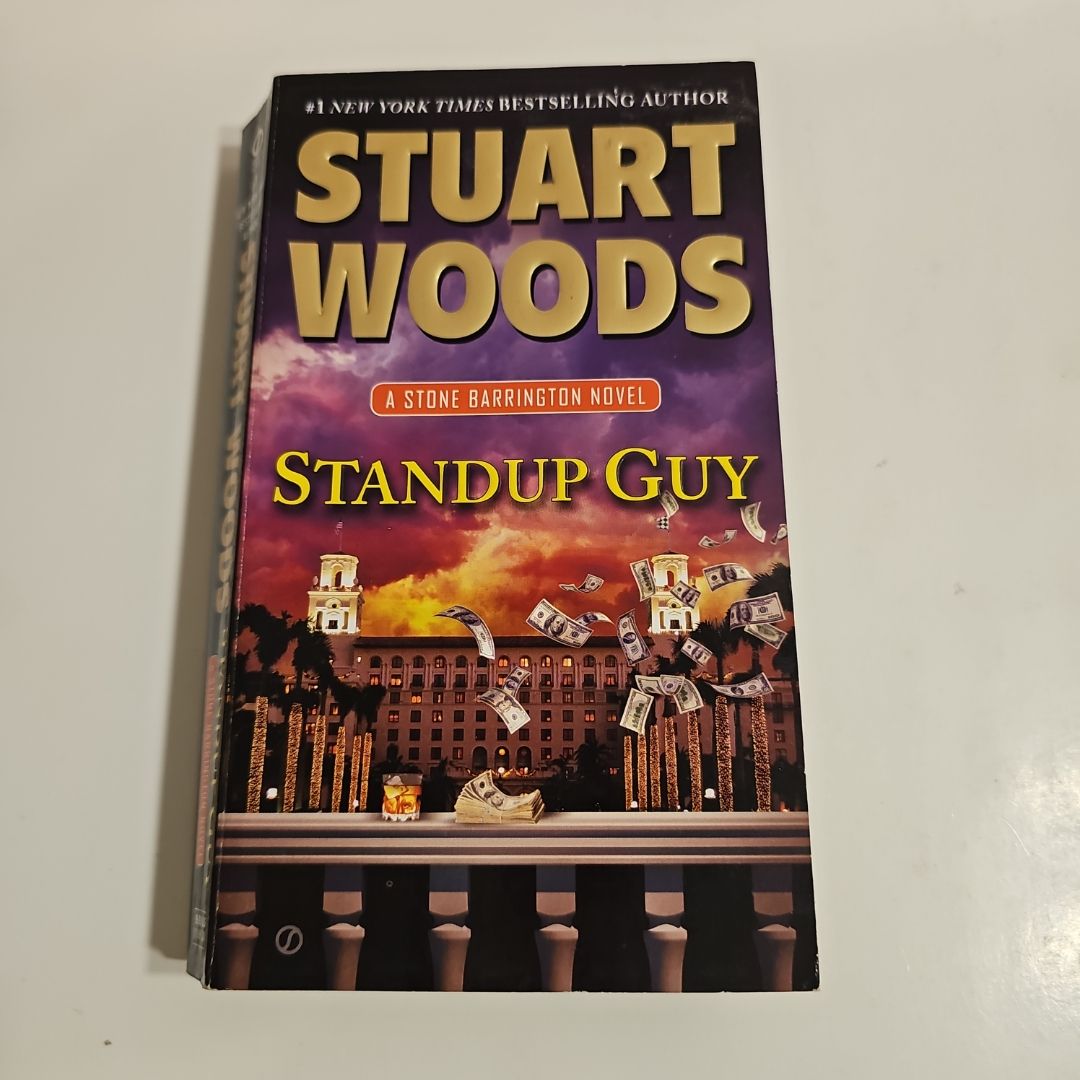 #1 NEW YORK TIMES BESTSELLING AUTHOR
STUART
WOODS
A STONE BARRINGTON NOVEL
STANDUP GUY